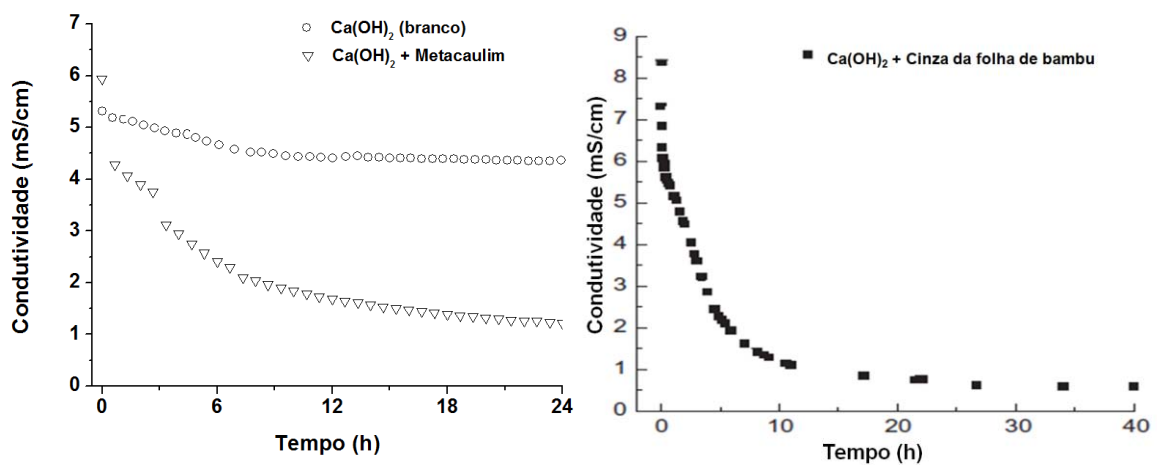 7
6
5
4
3
2
1
0
Condutividade (mS/cm)
Ca(OH)2 (branco)
Ca(OH)2 + Metacaulim
0 6 12 18 24
Tempo (h)
9
8
7
6
5
4
3
2
1
0
Condutividade (mS/cm)
Ca(OH)2 + Cinza da folha de bambu
0 10 20 30 40
Tempo (h)